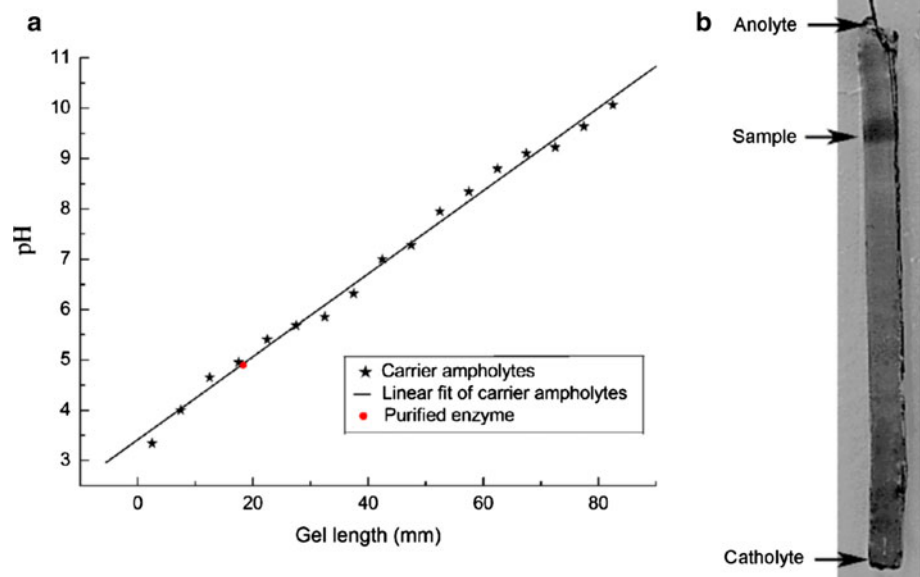 a
11
10
9
8
7
6
5
4
3
pH
0 20 40 60 80
Gel length (mm)
Carrier ampholytes
Linear fit of carrier ampholytes
Purified enzyme
b
Anolyte
Sample
Catholyte